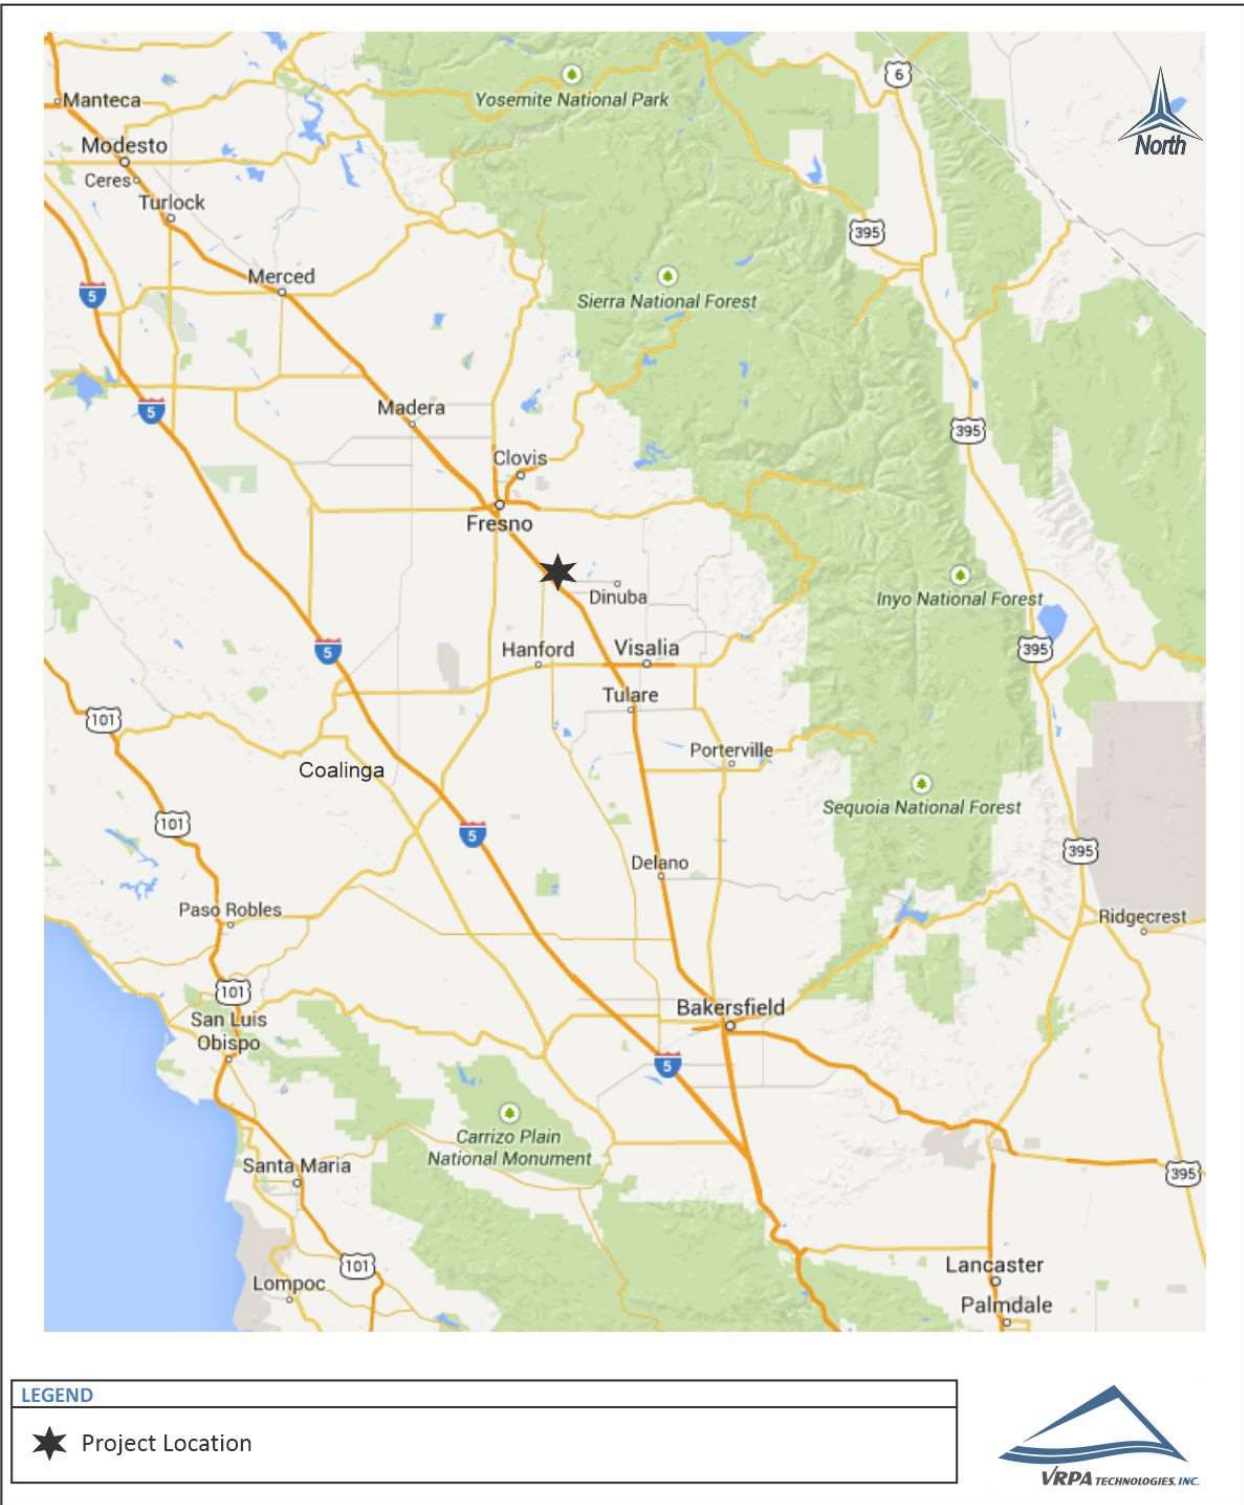 Manteca
Yosemite National Park
6
North
Modesto
Ceres
Turlock
395
Merced
5
Sierra National Forest
Madera
5
395
Clovis
Fresno
Dinuba
Inyo National Forest
Hanford
Visalia
5
395
Tulare
101
Porterville
Coalinga
Sequoia National Forest
101
5
Delano
395
Paso Robles
Ridgecrest
101
San Luis
Obispo
Bakersfield
5
Carrizo Plain
National Monument
Santa Maria
395
101
Lompoc
Lancaster
Palmdale
LEGEND
Project Location
VRPA TECHNOLOGIES, INC.